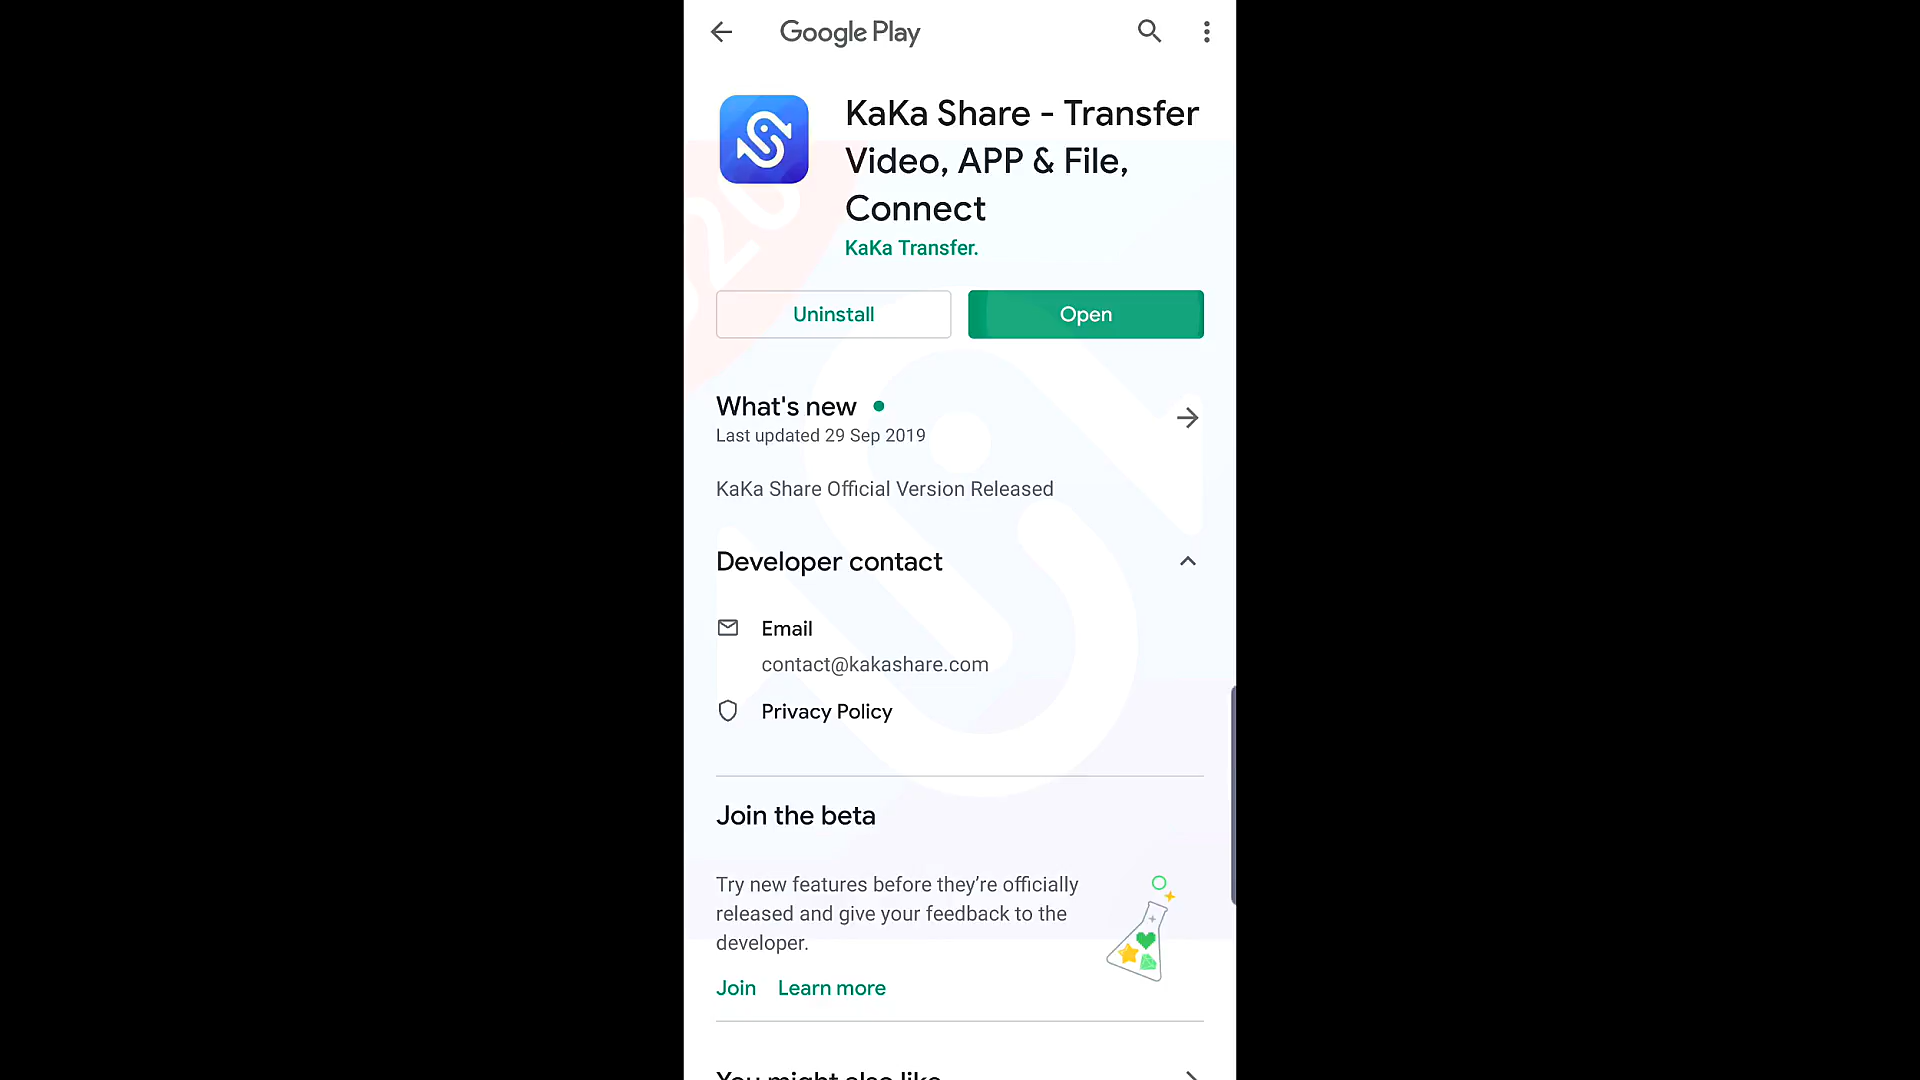 Google Play
KaKa Share - Transfer
Video, APP & File,
Connect
KaKa Transfer.
Uninstall
Open
What's new
Last updated 29 Sep 2019
KaKa Share Official Version Released
Developer contact
Email
contact@kakashare.com
Privacy Policy
Join the beta
Try new features before they’re officially
released and give your feedback to the
developer.
Join
Learn more
You might also like